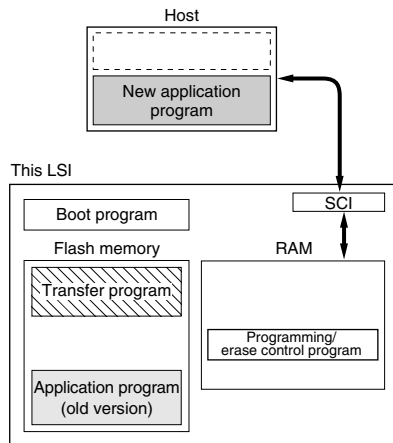 Host
New application
program
This LSI
SCI
Boot program
Flash memory
RAM
Transfer program
Programming/
erase control program
Application program
(old version)